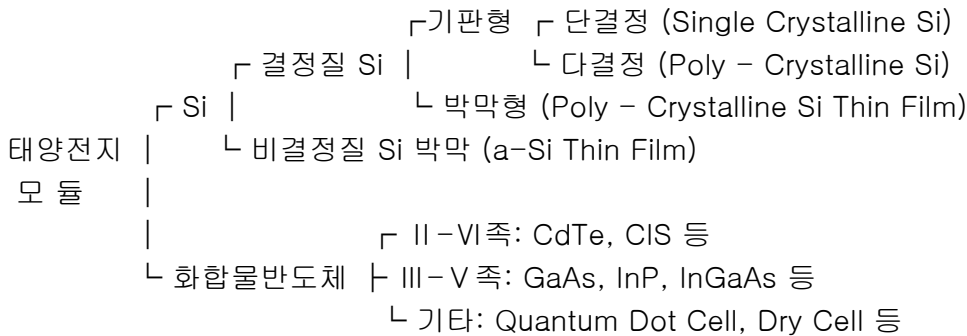 ┌기판형 ┌ 단결정 (Single Crystalline Si)
┌ 결정질 Si │ └ 다결정 (Poly - Crystalline Si)
┌ Si │ └ 박막형 (Poly - Crystalline Si Thin Film)
태양전지 │ └ 비결정질 Si 박막 (a-Si Thin Film)
모 듈 │
│ ┌ II-VI족: CdTe, CIS 등
└ 화합물반도체 ├ III-V족: GaAs, InP, InGaAs 등
└ 기타: Quantum Dot Cell, Dry Cell 등